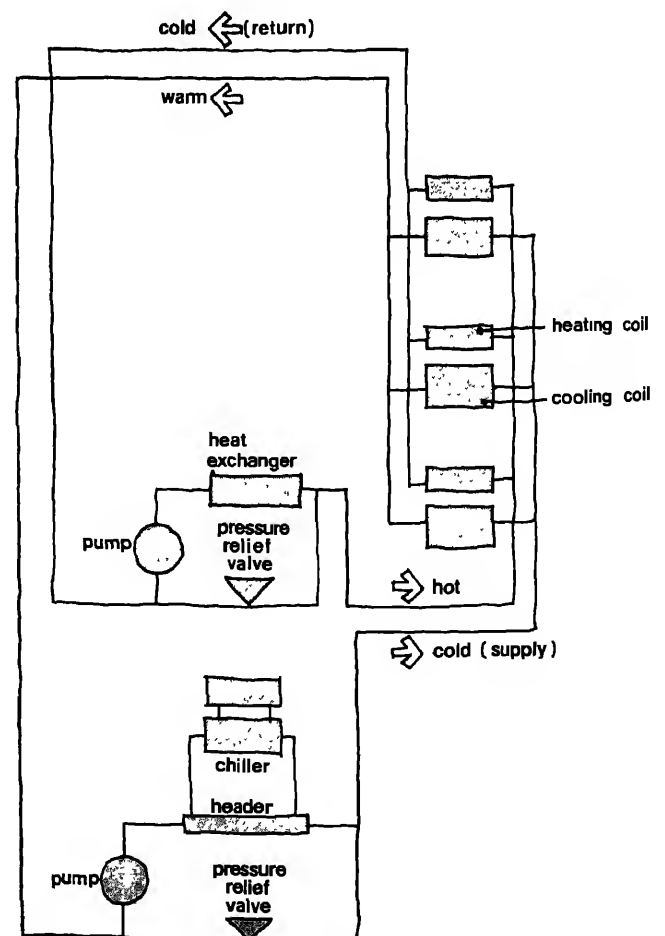 cold (return)
warm
heating coil
cooling coil
heat
exchanger
pump
pressure
relief
valve
hot
cold ( supply )
chiller
header
pump
pressure
relief
valve